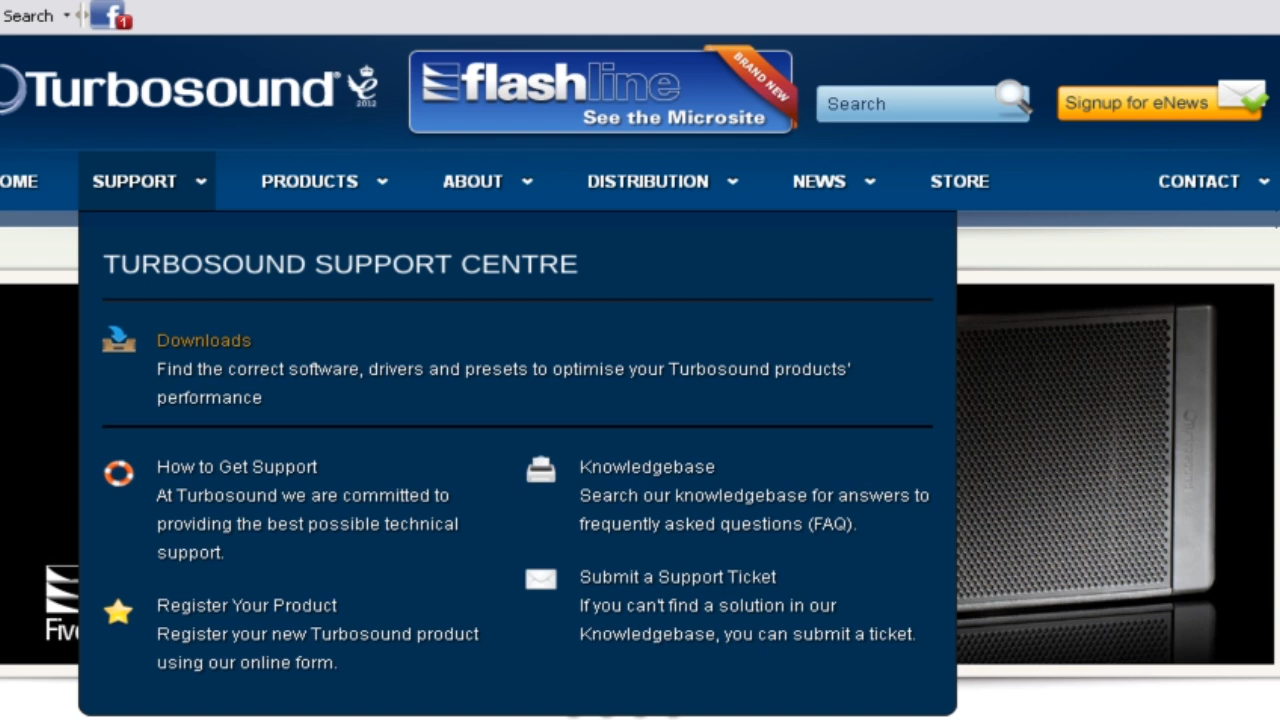 Search
1
Turbosound
2012
flashline
BRAND NEW
See the Microsite
Search
Signup for eNews
OME
SUPPORT
PRODUCTS
ABOUT
DISTRIBUTION
NEWS
STORE
CONTACT
TURBOSOUND SUPPORT CENTRE
Downloads
Find the correct software, drivers and presets to optimise your Turbosound products'
performance
How to Get Support
At Turbosound we are committed to
providing the best possible technical
support.
Register Your Product
Register your new Turbosound product
using our online form.
Knowledgebase
Search our knowledgebase for answers to
frequently asked questions (FAQ).
Submit a Support Ticket
If you can't find a solution in our
Knowledgebase, you can submit a ticket.
Five